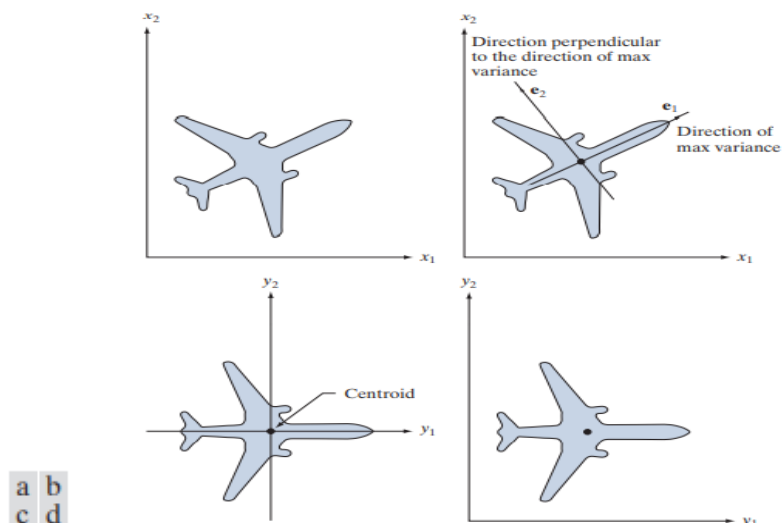 x₂
x₁
x₂
Direction perpendicular
to the direction of max
variance
e₂
e₁
Direction of
max variance
x₁
y₂
Centroid
y₁
y₂
y₁
a b
c d